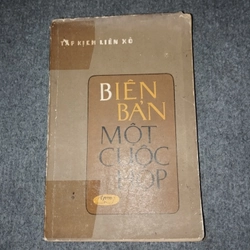 TẬP KỊCH LIÊN XÔ
BIÊN
BẢN
MỘT
CUỘC
HỌP